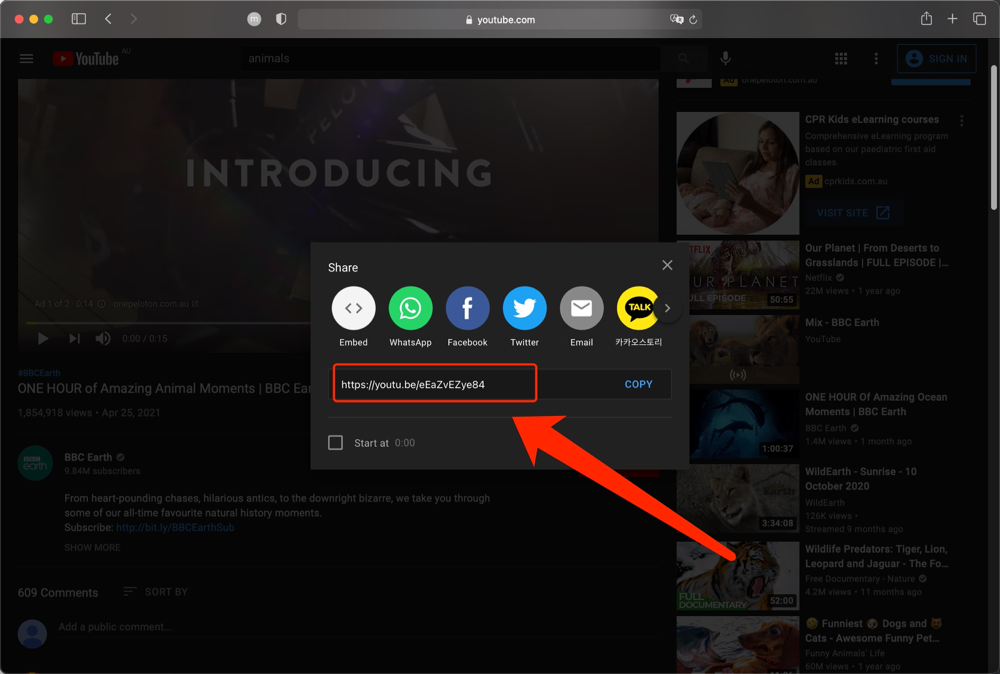 youtube.com
YouTube AU
animals
SIGN IN
Ad onepeloton.com.au
CPR Kids eLearning courses
Comprehensive eLearning program
based on our paediatric first aid
classes.
Ad cprkids.com.au
VISIT SITE
INTRODUCING
Ad 1 of 2 · 0:14 onepeloton.com.au
0:00 / 0:15
Share
Embed
WhatsApp
Facebook
Twitter
Email
TALK
카카오스토리
https://youtu.be/eEaZvEZye84
COPY
Start at 0:00
#BBCEarth
ONE HOUR of Amazing Animal Moments | BBC Ea
1,854,918 views • Apr 25, 2021
BBC earth
BBC Earth
9.84M subscribers
From heart-pounding chases, hilarious antics, to the downright bizarre, we take you through
some of our all-time favourite natural history moments.
Subscribe: http://bit.ly/BBCEarthSub
SHOW MORE
609 Comments
SORT BY
Add a public comment...
NETFLIX
OUR PLANET
FULL EPISODE
50:55
Our Planet | From Deserts to
Grasslands | FULL EPISODE |...
Netflix
22M views • 1 year ago
Mix - BBC Earth
YouTube
1:00:37
ONE HOUR Of Amazing Ocean
Moments | BBC Earth
BBC Earth
1.4M views • 1 month ago
3:34:08
WildEarth - Sunrise - 10
October 2020
WildEarth
126K views •
Streamed 9 months ago
FULL
DOCUMENTARY
52:00
Wildlife Predators: Tiger, Lion,
Leopard and Jaguar - The Fo...
Free Documentary - Nature
4.2M views • 11 months ago
Funniest Dogs and
Cats - Awesome Funny Pet...
Funny Animals' Life
60M views • 1 year ago